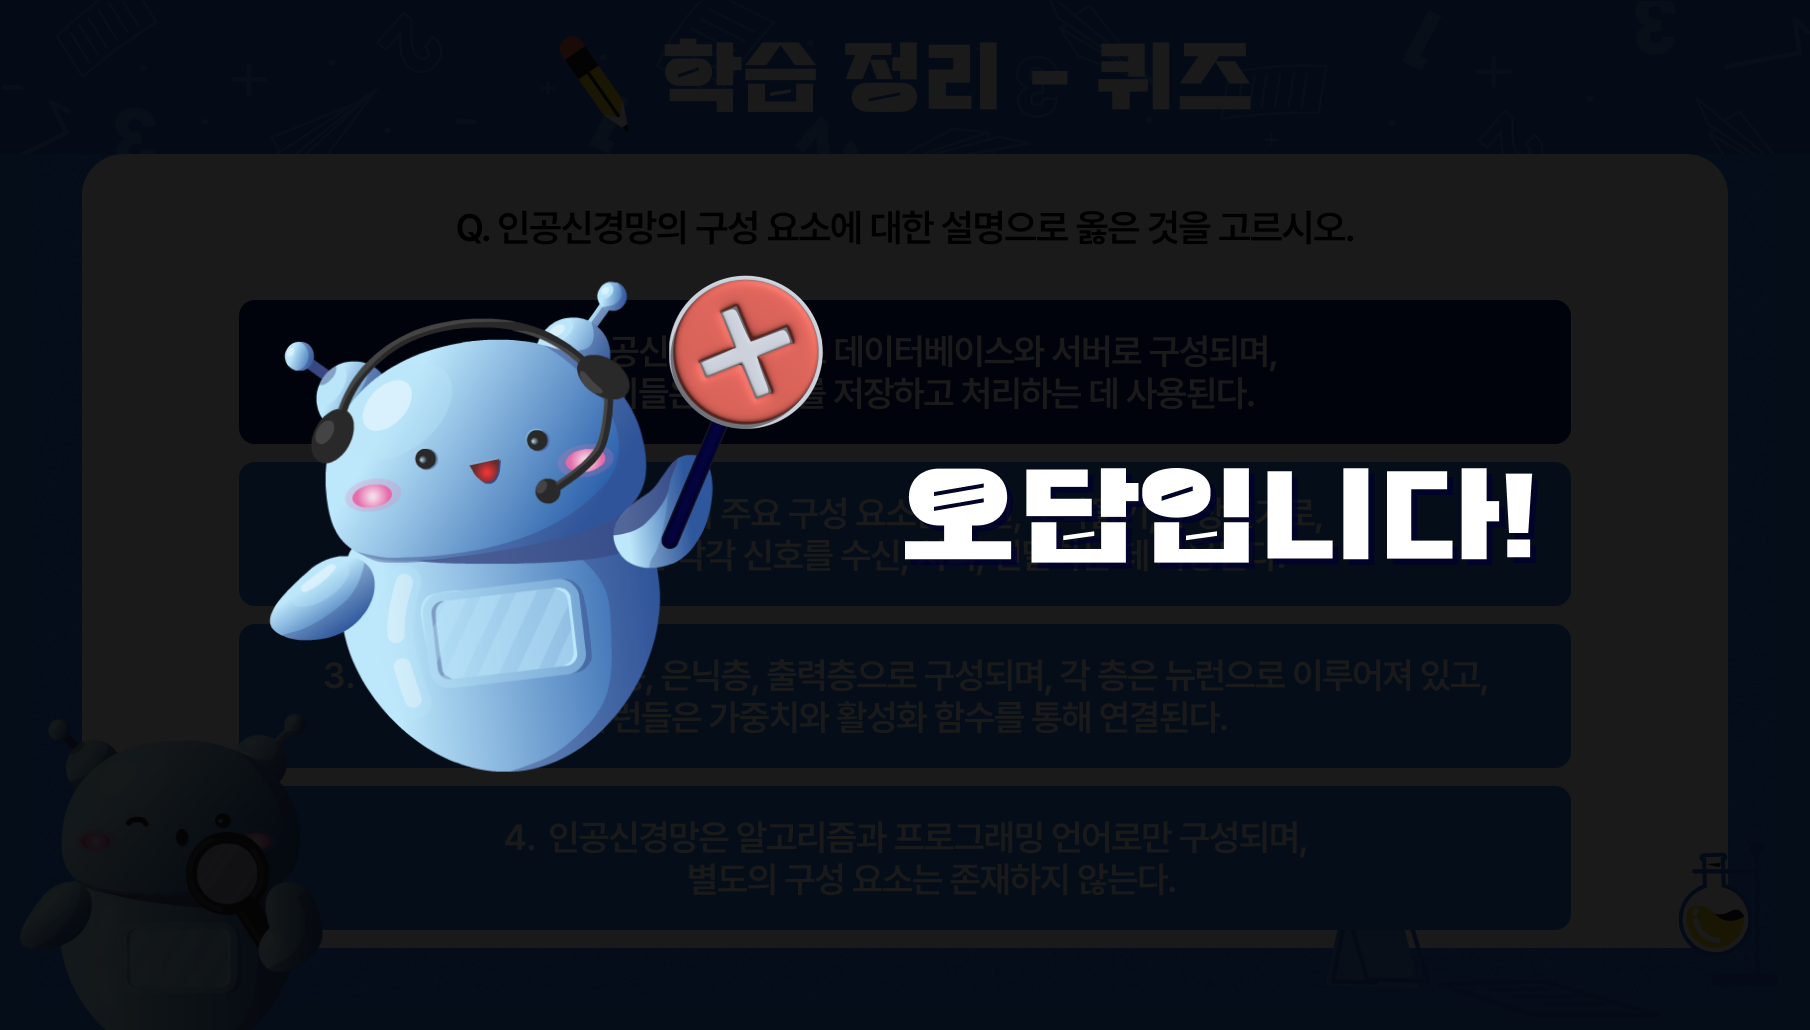 학습 정리 - 퀴즈
Q. 인공신경망의 구성 요소에 대한 설명으로 옳은 것을 고르시오.
데이터베이스와 서버로 구성되며,
저장하고 처리하는 데 사용된다.
오답입니다!
주요 구성
신호를 수신,
3. 은닉층, 출력층으로 구성되며, 각 층은 뉴런으로 이루어져 있고,
가중치와 활성화 함수를 통해 연결된다.
4. 인공신경망은 알고리즘과 프로그래밍 언어로만 구성되며,
별도의 구성 요소는 존재하지 않는다.